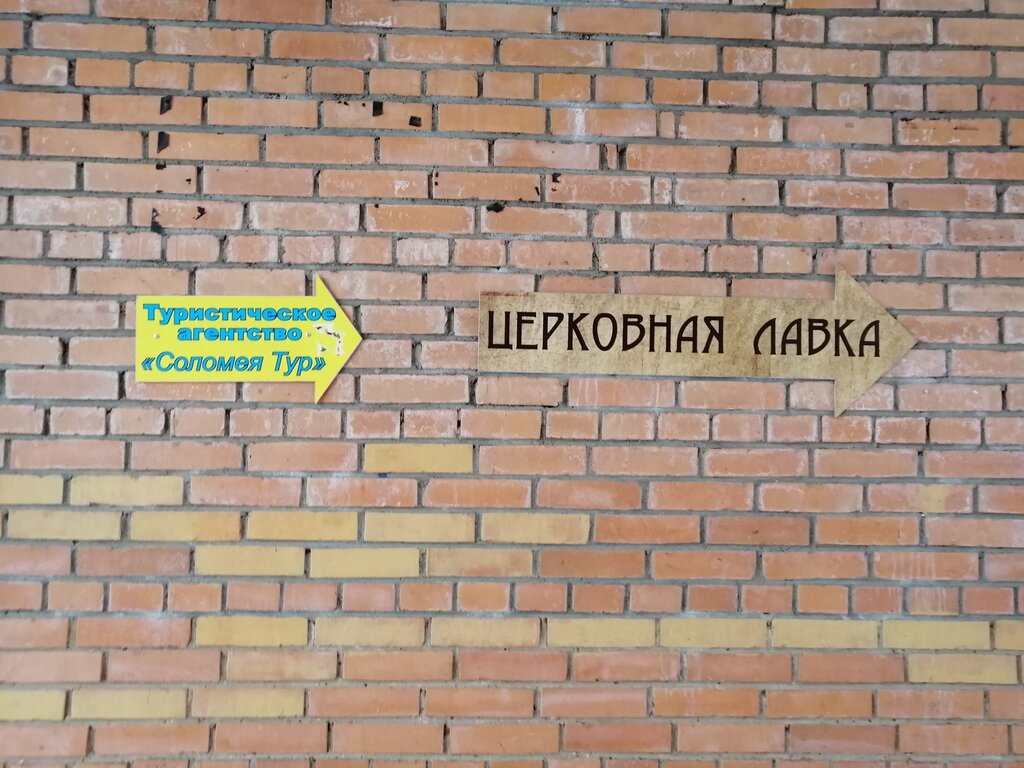 Туристическое
агентство
«Соломея Тур»
ЦЕРКОВНАЯ ЛАВКА